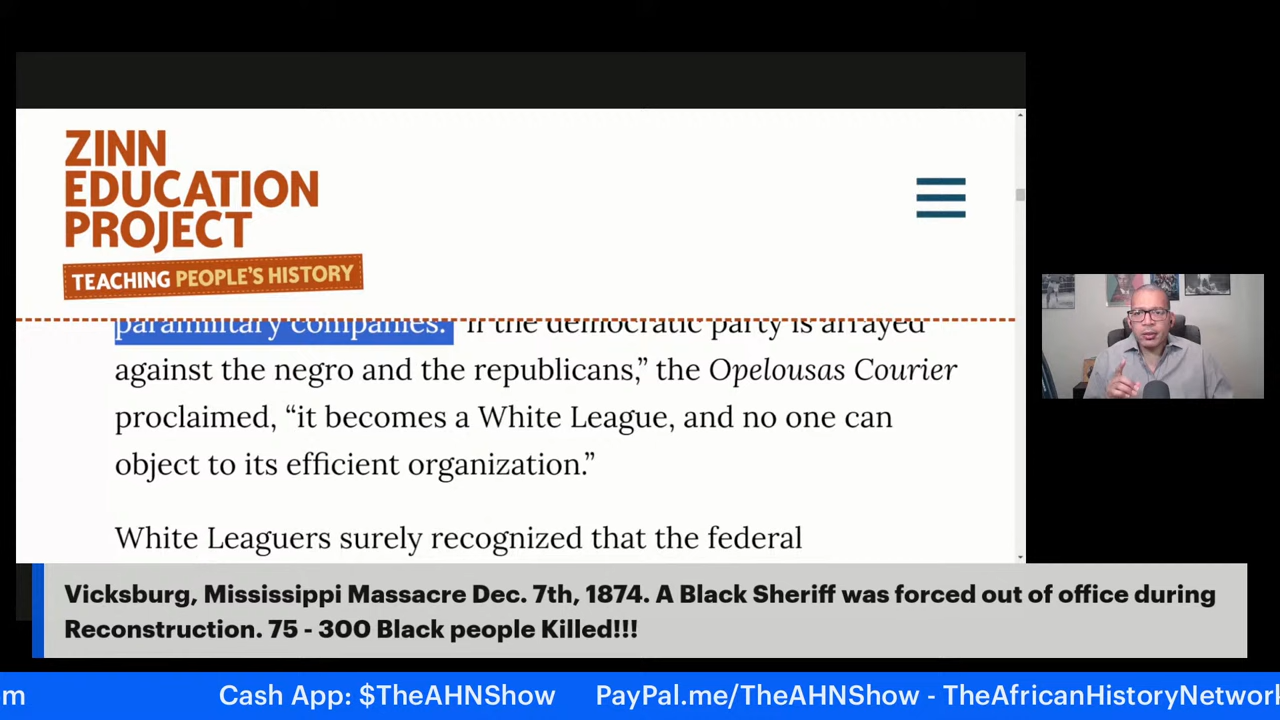 ZINN
EDUCATION
PROJECT
TEACHING PEOPLE'S HISTORY
paramilitary companies. “If the democratic party is arrayed
against the negro and the republicans,” the Opelousas Courier
proclaimed, “it becomes a White League, and no one can
object to its efficient organization.”
White Leaguers surely recognized that the federal
Vicksburg, Mississippi Massacre Dec. 7th, 1874. A Black Sheriff was forced out of office during
Reconstruction. 75 - 300 Black people Killed!!!
m Cash App: $TheAHNShow PayPal.me/TheAHNShow - TheAfricanHistoryNetwork